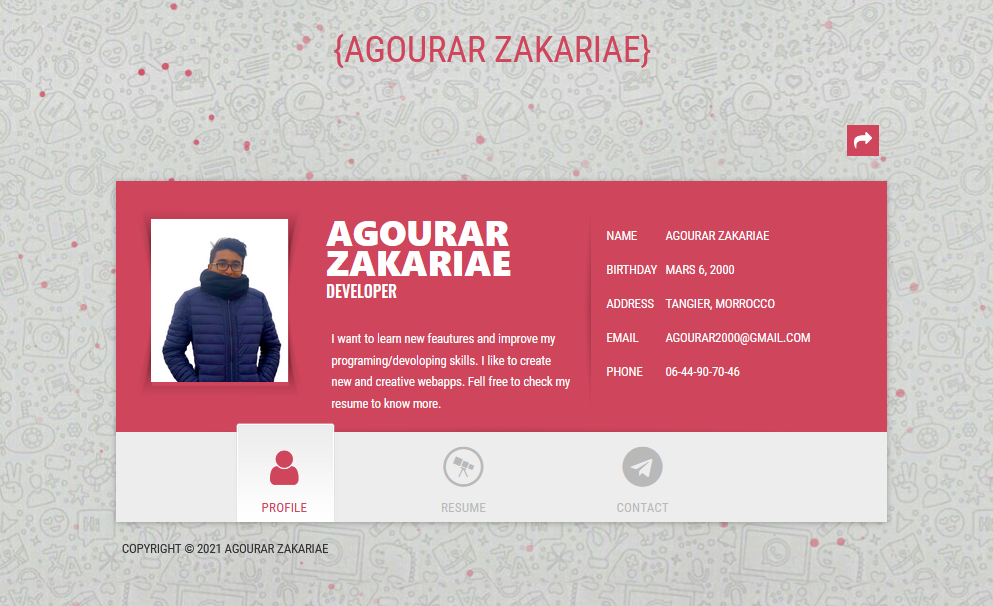 {AGOURAR ZAKARIAE}
AGOURAR
ZAKARIAE
DEVELOPER
I want to learn new feautures and improve my
programing/devoloping skills. I like to create
new and creative webapps. Fell free to check my
resume to know more.
NAME AGOURAR ZAKARIAE
BIRTHDAY MARS 6, 2000
ADDRESS TANGIER, MORROCCO
EMAIL AGOURAR2000@GMAIL.COM
PHONE 06-44-90-70-46
PROFILE RESUME CONTACT
COPYRIGHT © 2021 AGOURAR ZAKARIAE